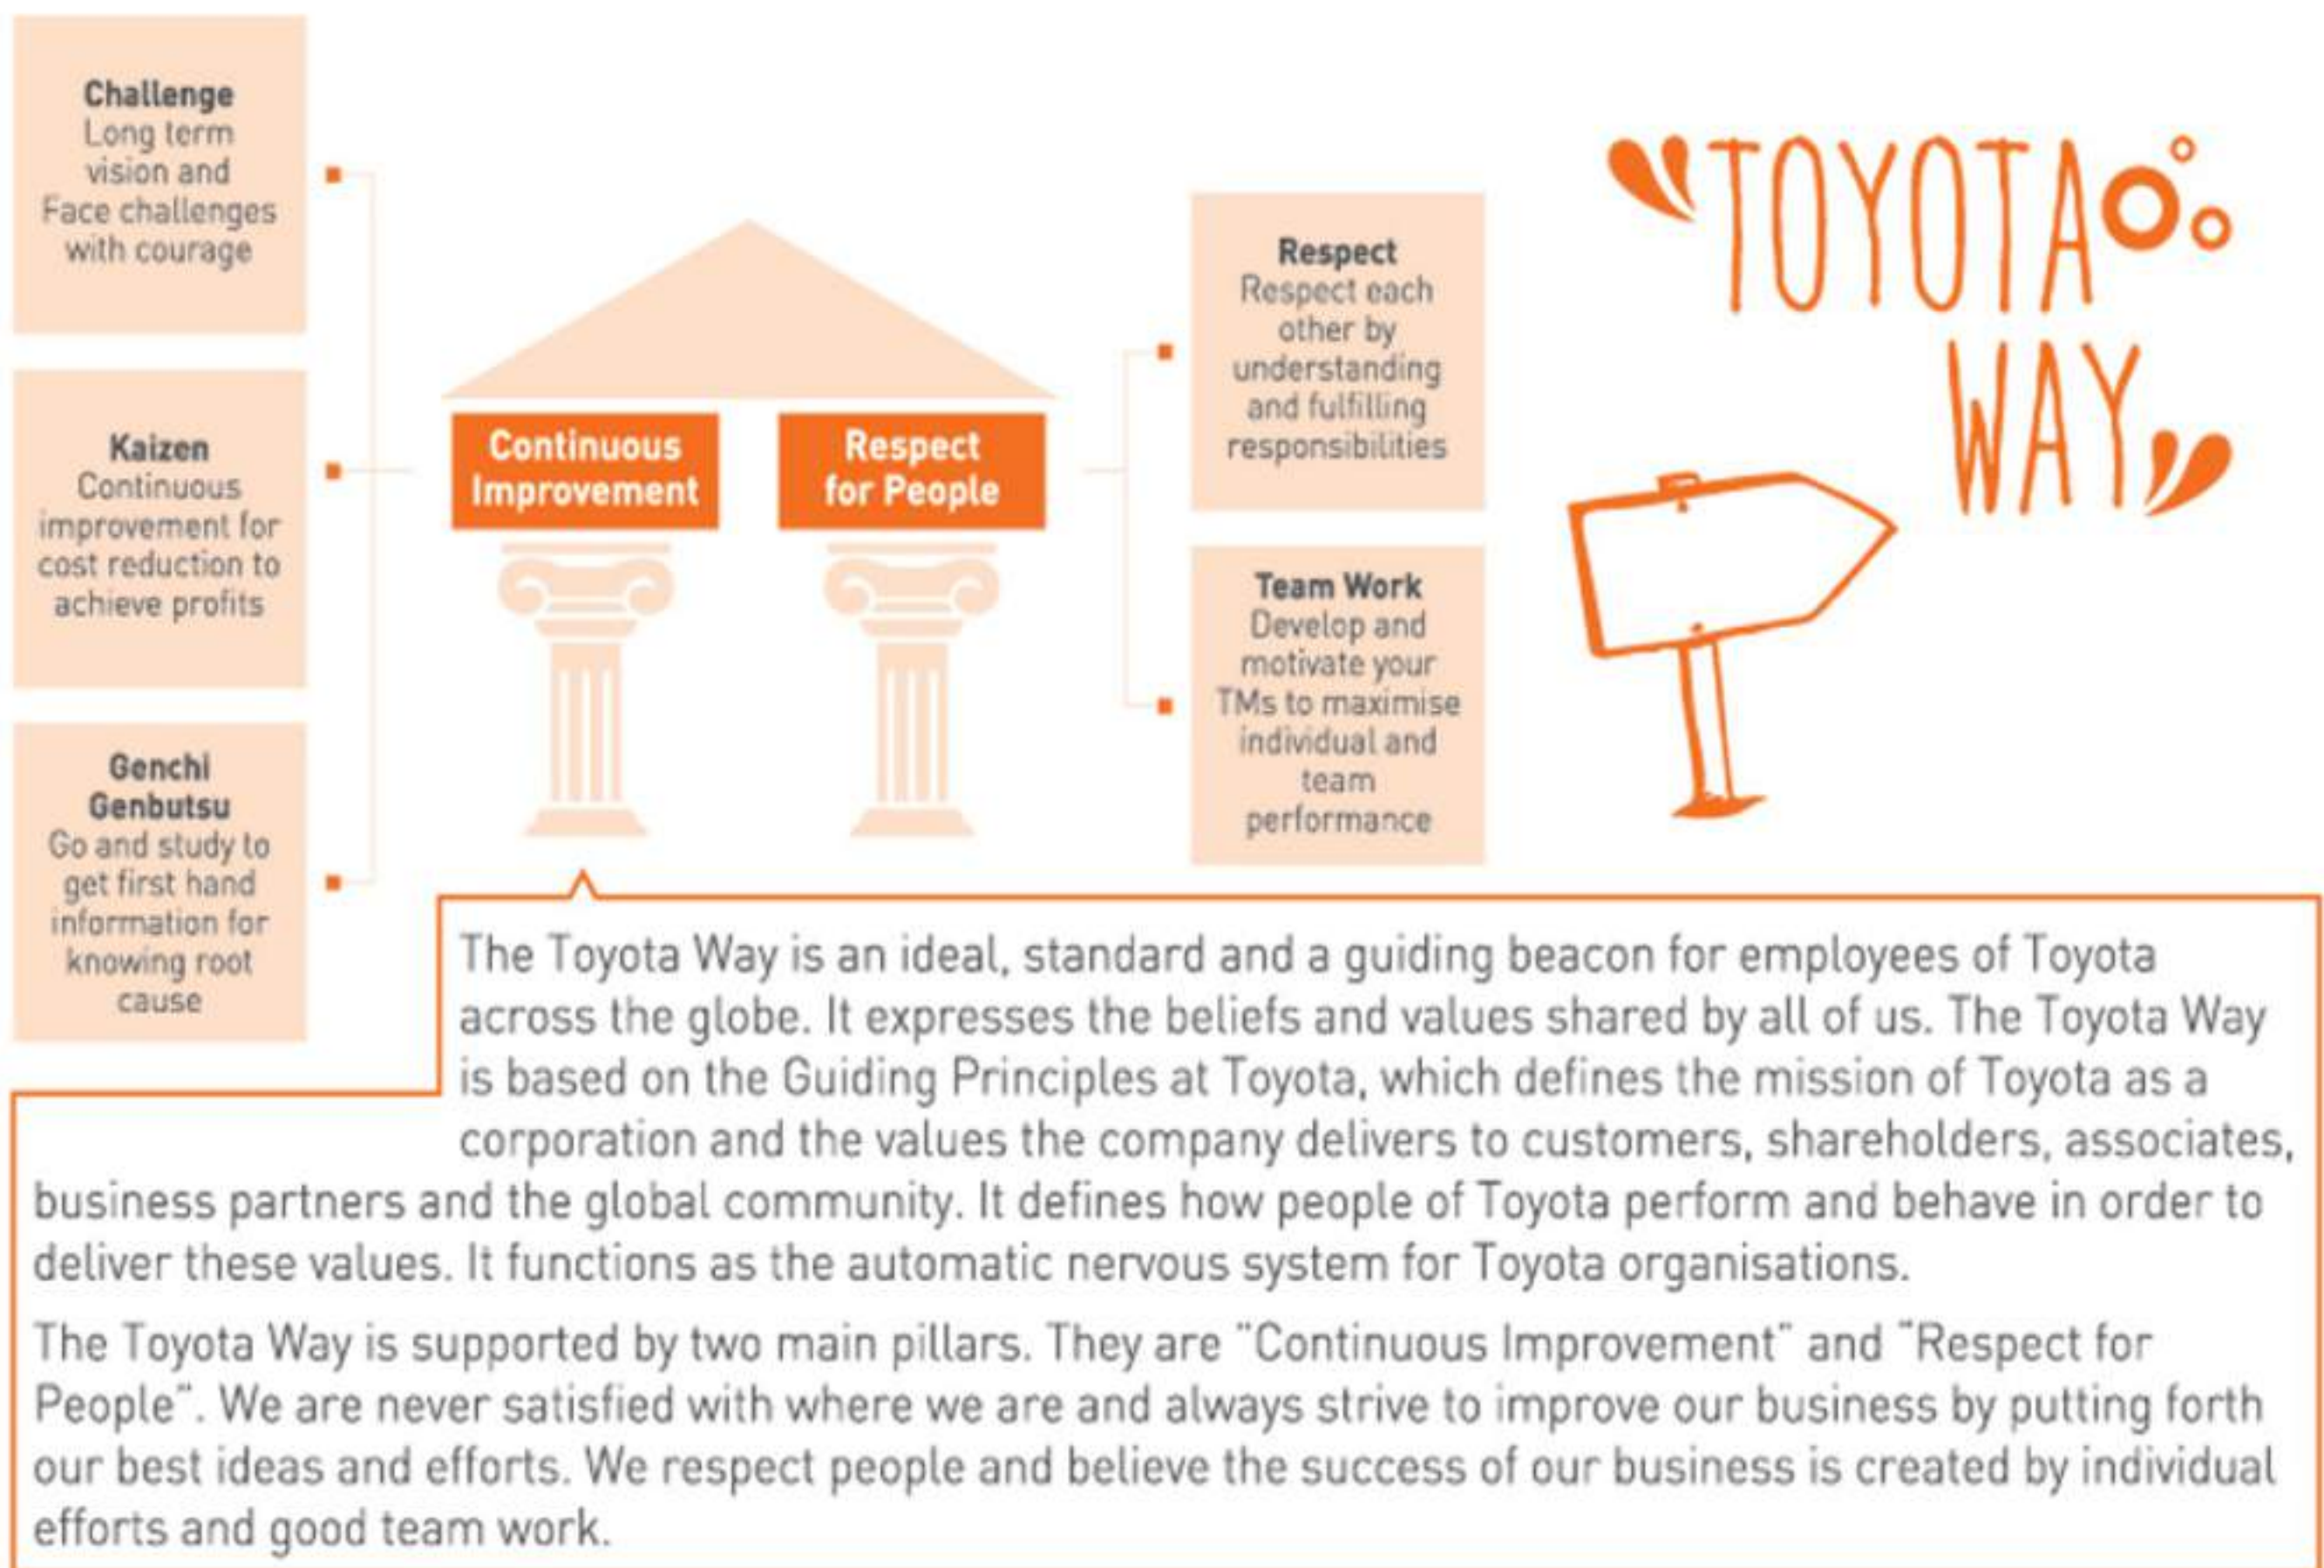 Challenge
Long term
vision and
Face challenges
with courage
Kaizen
Continuous
improvement for
cost reduction to
achieve profits
Genchi
Genbutsu
Go and study to
get first hand
information for
knowing root
cause
Continuous
Improvement
Respect
for People
Respect
Respect each
other by
understanding
and fulfilling
responsibilities
Team Work
Develop and
motivate your
TMs to maximise
individual and
team
performance
TOYOTA
WAY
The Toyota Way is an ideal, standard and a guiding beacon for employees of Toyota
across the globe. It expresses the beliefs and values shared by all of us. The Toyota Way
is based on the Guiding Principles at Toyota, which defines the mission of Toyota as a
corporation and the values the company delivers to customers, shareholders, associates,
business partners and the global community. It defines how people of Toyota perform and behave in order to
deliver these values. It functions as the automatic nervous system for Toyota organisations.
The Toyota Way is supported by two main pillars. They are "Continuous Improvement" and "Respect for
People". We are never satisfied with where we are and always strive to improve our business by putting forth
our best ideas and efforts. We respect people and believe the success of our business is created by individual
efforts and good team work.